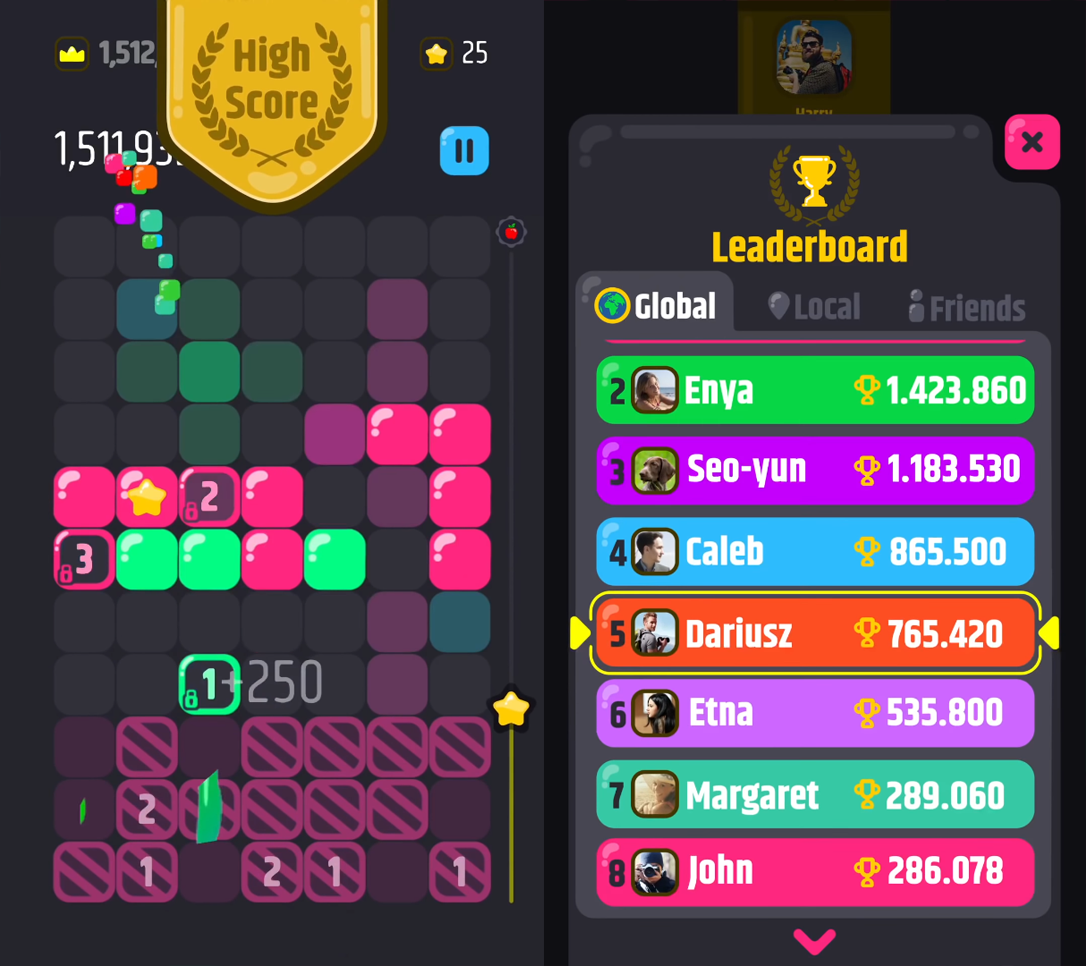 1,512,
High
Score
25
1,511,93
2
3
1
+250
2
1
2
1
1
Harry
Leaderboard
Global
Local
Friends
2 Enya 1.423.860
3 Seo-yun 1.183.530
4 Caleb 865.500
5 Dariusz 765.420
6 Etna 535.800
7 Margaret 289.060
8 John 286.078